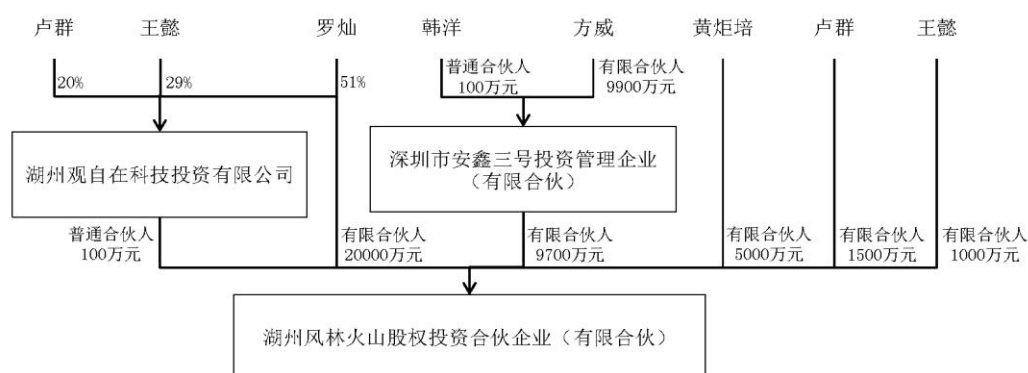 卢群 王懿 罗灿 韩洋 方威 黄炬培 卢群 王懿
20% 29% 51%
普通合伙人
100万元
有限合伙人
9900万元
湖州观自在科技投资有限公司
深圳市安鑫三号投资管理企业
（有限合伙）
普通合伙人
100万元
有限合伙人
20000万元
有限合伙人
9700万元
有限合伙人
5000万元
有限合伙人
1500万元
有限合伙人
1000万元
湖州风林火山股权投资合伙企业（有限合伙）